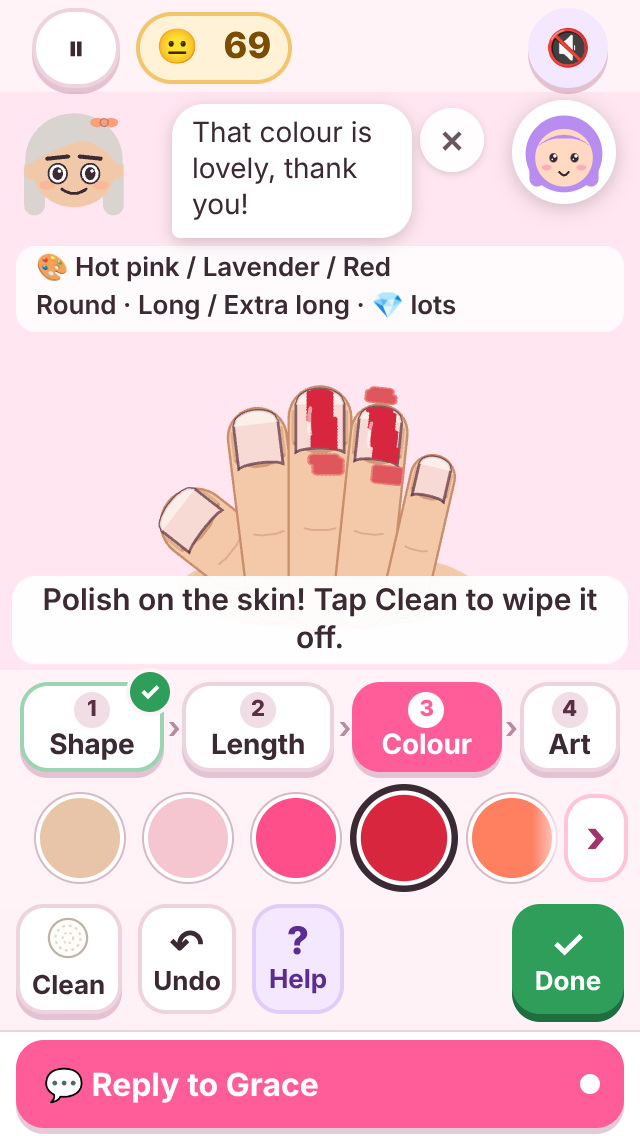 69
That colour is
lovely, thank
you!
Hot pink / Lavender / Red
Round · Long / Extra long · 💎 lots
Polish on the skin! Tap Clean to wipe it
off.
1
Shape
2
Length
3
Colour
4
Art
Clean
Undo
?
Help
Done
Reply to Grace